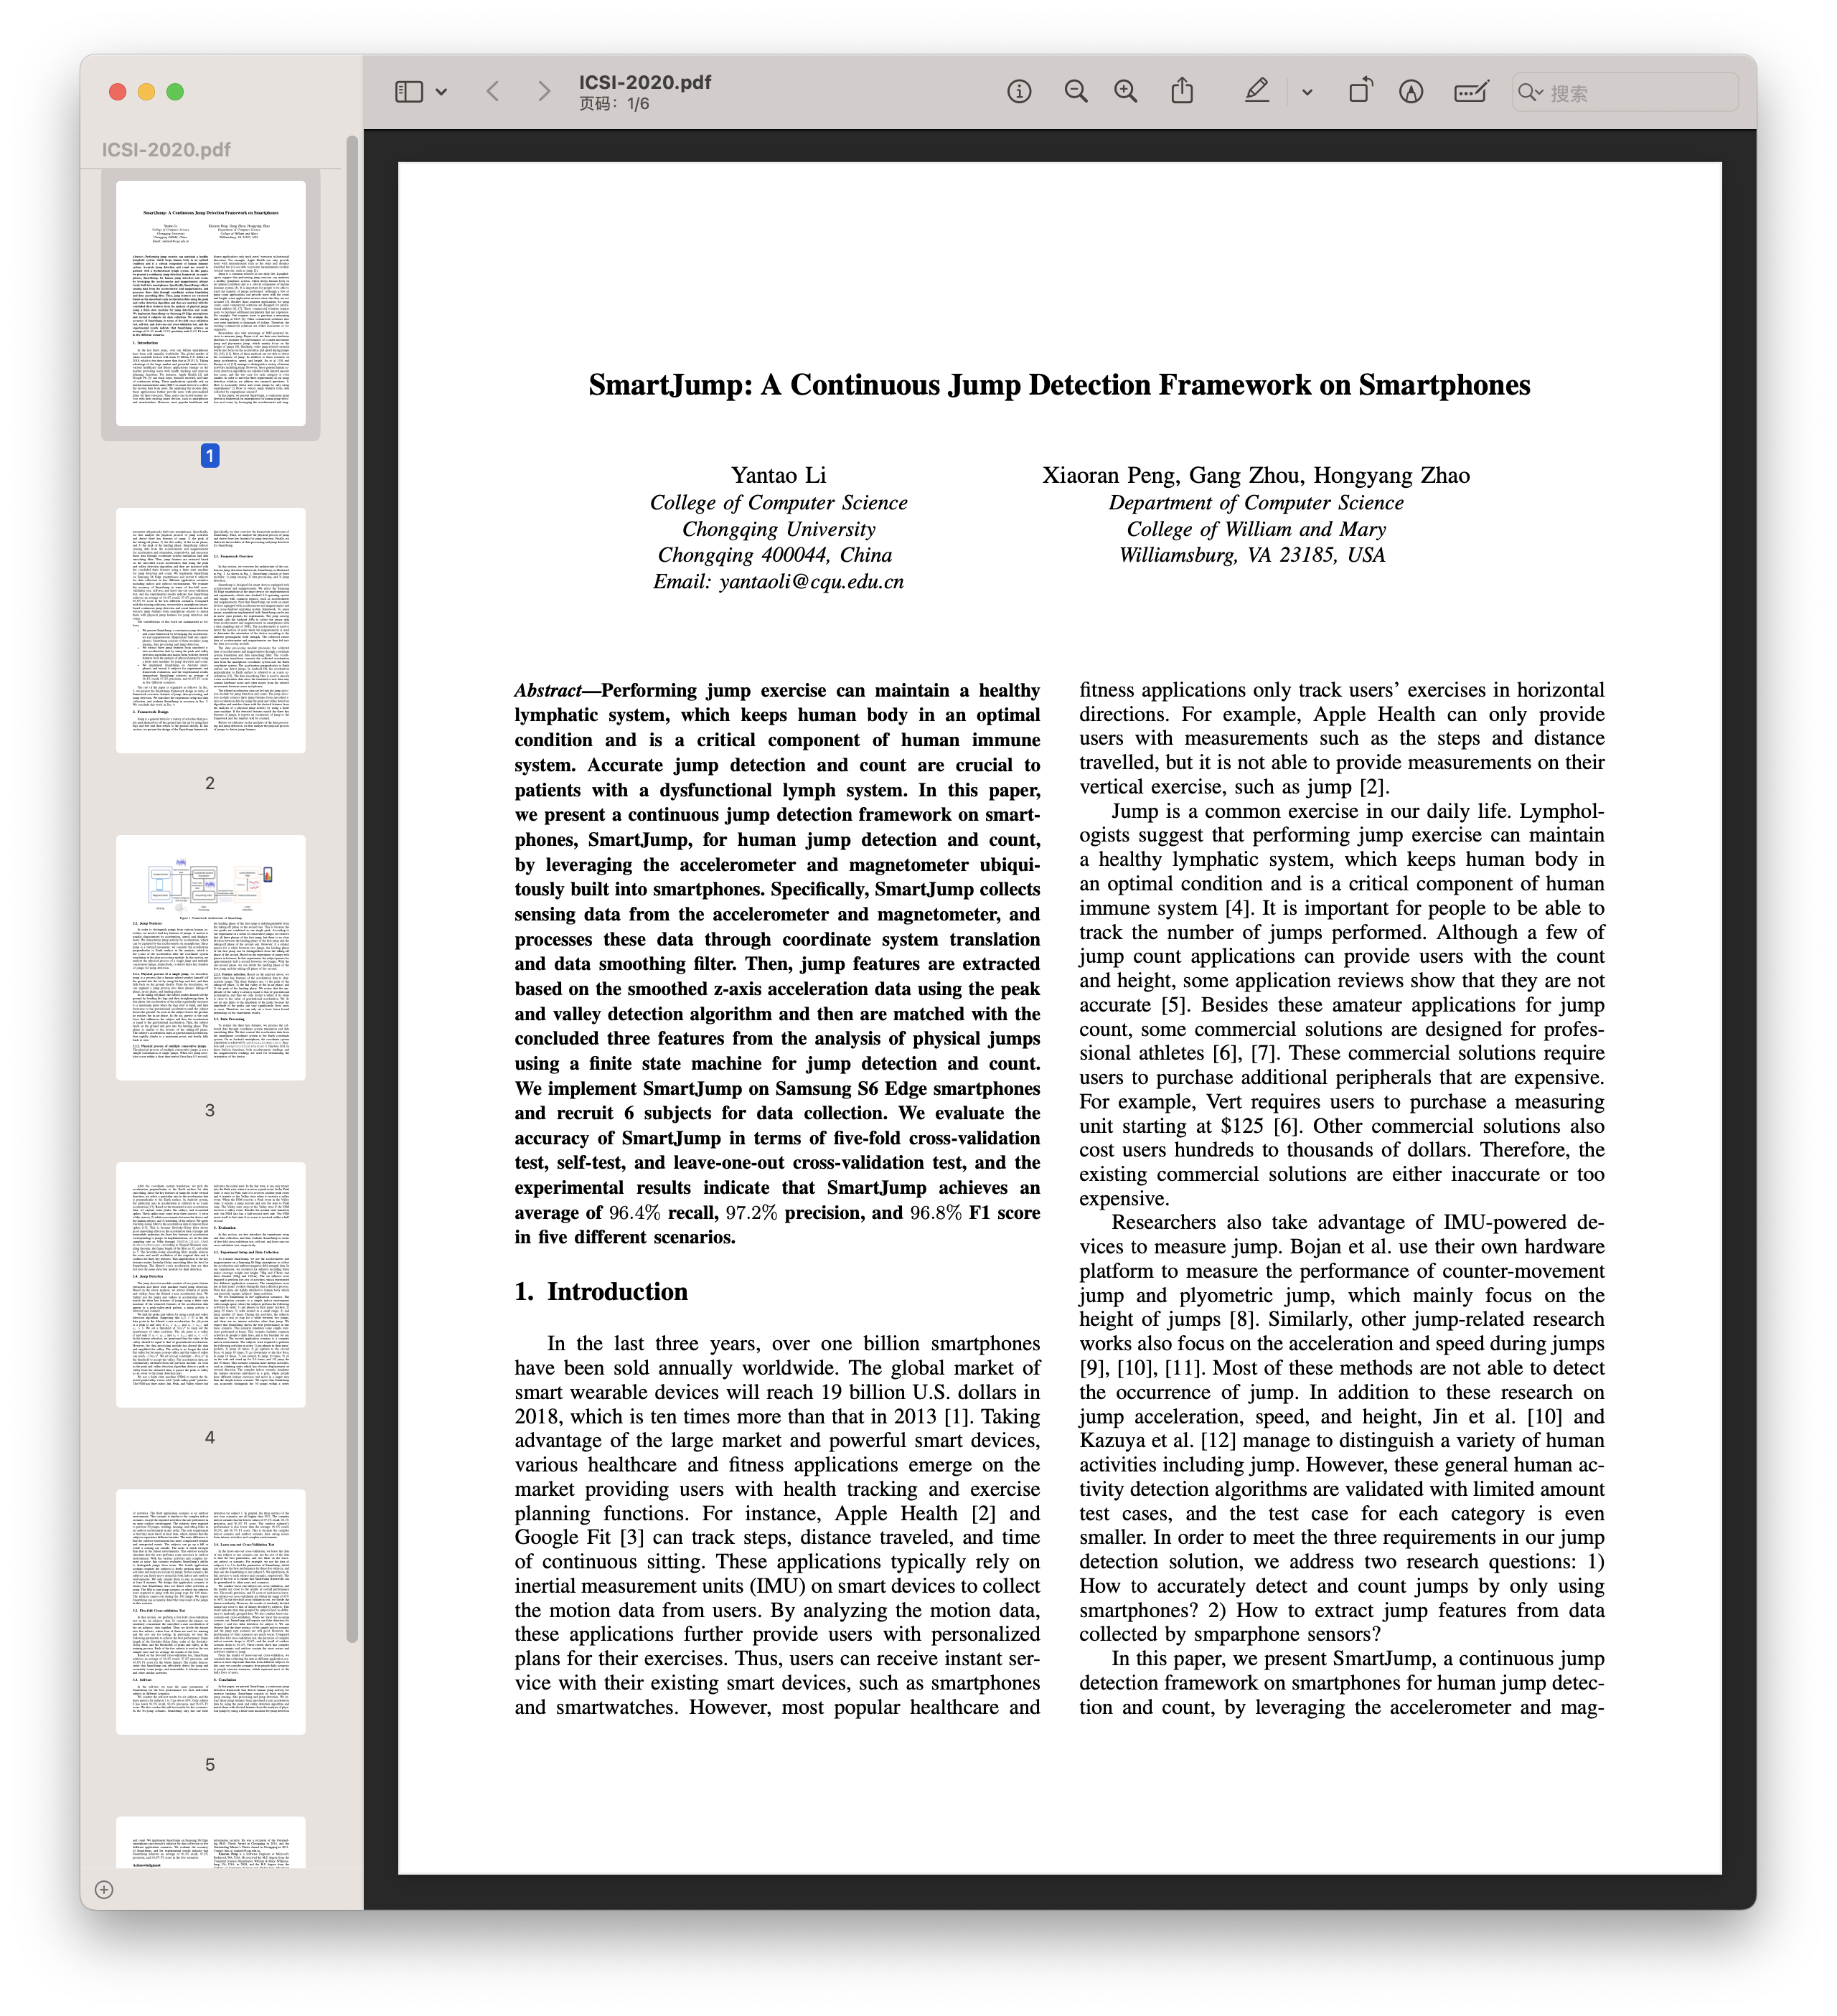 ICSI-2020.pdf
页码：1/6
搜索
ICSI-2020.pdf
1
2
3
4
5
SmartJump: A Continuous Jump Detection Framework on Smartphones
Yantao Li
College of Computer Science
Chongqing University
Chongqing 400044, China
Email: yantaoli@cqu.edu.cn
Xiaoran Peng, Gang Zhou, Hongyang Zhao
Department of Computer Science
College of William and Mary
Williamsburg, VA 23185, USA
Abstract—Performing jump exercise can maintain a healthy
lymphatic system, which keeps human body in an optimal
condition and is a critical component of human immune
system. Accurate jump detection and count are crucial to
patients with a dysfunctional lymph system. In this paper,
we present a continuous jump detection framework on smart-
phones, SmartJump, for human jump detection and count,
by leveraging the accelerometer and magnetometer ubiqui-
tously built into smartphones. Specifically, SmartJump collects
sensing data from the accelerometer and magnetometer, and
processes these data through coordinate system translation
and data smoothing filter. Then, jump features are extracted
based on the smoothed z-axis acceleration data using the peak
and valley detection algorithm and then are matched with the
concluded three features from the analysis of physical jumps
using a finite state machine for jump detection and count.
We implement SmartJump on Samsung S6 Edge smartphones
and recruit 6 subjects for data collection. We evaluate the
accuracy of SmartJump in terms of five-fold cross-validation
test, self-test, and leave-one-out cross-validation test, and the
experimental results indicate that SmartJump achieves an
average of 96.4% recall, 97.2% precision, and 96.8% F1 score
in five different scenarios.
1. Introduction
In the last three years, over one billion smartphones
have been sold annually worldwide. The global market of
smart wearable devices will reach 19 billion U.S. dollars in
2018, which is ten times more than that in 2013 [1]. Taking
advantage of the large market and powerful smart devices,
various healthcare and fitness applications emerge on the
market providing users with health tracking and exercise
planning functions. For instance, Apple Health [2] and
Google Fit [3] can track steps, distance traveled, and time
of continuous sitting. These applications typically rely on
inertial measurement units (IMU) on smart devices to collect
the motion data from users. By analyzing the motion data,
these applications further provide users with personalized
plans for their exercises. Thus, users can receive instant ser-
vice with their existing smart devices, such as smartphones
and smartwatches. However, most popular healthcare and
fitness applications only track users’ exercises in horizontal
directions. For example, Apple Health can only provide
users with measurements such as the steps and distance
travelled, but it is not able to provide measurements on their
vertical exercise, such as jump [2].
Jump is a common exercise in our daily life. Lymphol-
ogists suggest that performing jump exercise can maintain
a healthy lymphatic system, which keeps human body in
an optimal condition and is a critical component of human
immune system [4]. It is important for people to be able to
track the number of jumps performed. Although a few of
jump count applications can provide users with the count
and height, some application reviews show that they are not
accurate [5]. Besides these amateur applications for jump
count, some commercial solutions are designed for profes-
sional athletes [6], [7]. These commercial solutions require
users to purchase additional peripherals that are expensive.
For example, Vert requires users to purchase a measuring
unit starting at $125 [6]. Other commercial solutions also
cost users hundreds to thousands of dollars. Therefore, the
existing commercial solutions are either inaccurate or too
expensive.
Researchers also take advantage of IMU-powered de-
vices to measure jump. Bojan et al. use their own hardware
platform to measure the performance of counter-movement
jump and plyometric jump, which mainly focus on the
height of jumps [8]. Similarly, other jump-related research
works also focus on the acceleration and speed during jumps
[9], [10], [11]. Most of these methods are not able to detect
the occurrence of jump. In addition to these research on
jump acceleration, speed, and height, Jin et al. [10] and
Kazuya et al. [12] manage to distinguish a variety of human
activities including jump. However, these general human ac-
tivity detection algorithms are validated with limited amount
test cases, and the test case for each category is even
smaller. In order to meet the three requirements in our jump
detection solution, we address two research questions: 1)
How to accurately detect and count jumps by only using
smartphones? 2) How to extract jump features from data
collected by smparphone sensors?
In this paper, we present SmartJump, a continuous jump
detection framework on smartphones for human jump detec-
tion and count, by leveraging the accelerometer and mag-